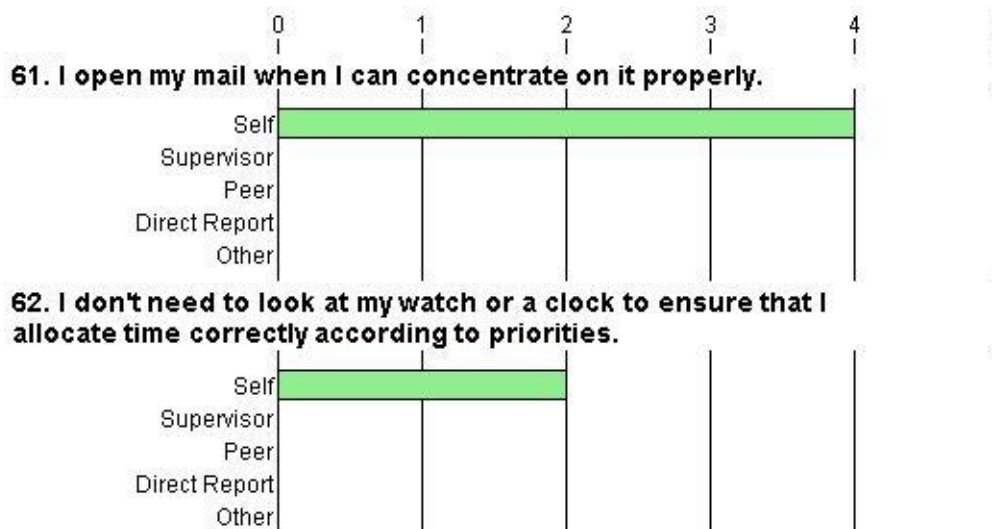 0 1 2 3 4
61. I open my mail when I can concentrate on it properly.
Self
Supervisor
Peer
Direct Report
Other
62. I don't need to look at my watch or a clock to ensure that I
allocate time correctly according to priorities.
Self
Supervisor
Peer
Direct Report
Other